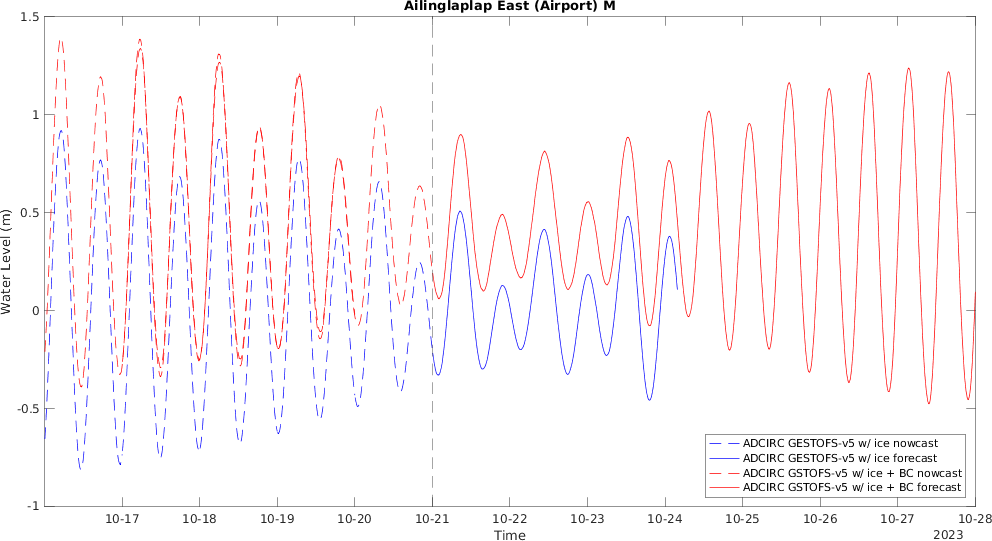 Ailinglaplap East (Airport) M
Water Level (m)
1.5
1
0.5
0
-0.5
-1
ADCIRC GESTOFS-v5 w/ ice nowcast
ADCIRC GESTOFS-v5 w/ ice forecast
ADCIRC GSTOFS-v5 w/ ice + BC nowcast
ADCIRC GSTOFS-v5 w/ ice + BC forecast
10-17 10-18 10-19 10-20 10-21 10-22 10-23 10-24 10-25 10-26 10-27 10-28
Time
2023